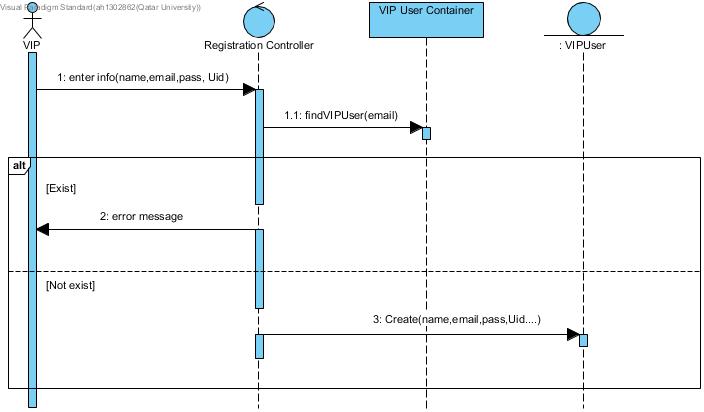 Visual Paradigm Standard(ah1302862(Qatar University))
VIP User Container
VIP
Registration Controller
: VIPUser
1: enter info(name,email,pass, Uid)
1.1: findVIPUser(email)
alt
[Exist]
2: error message
[Not exist]
3: Create(name,email,pass,Uid....)